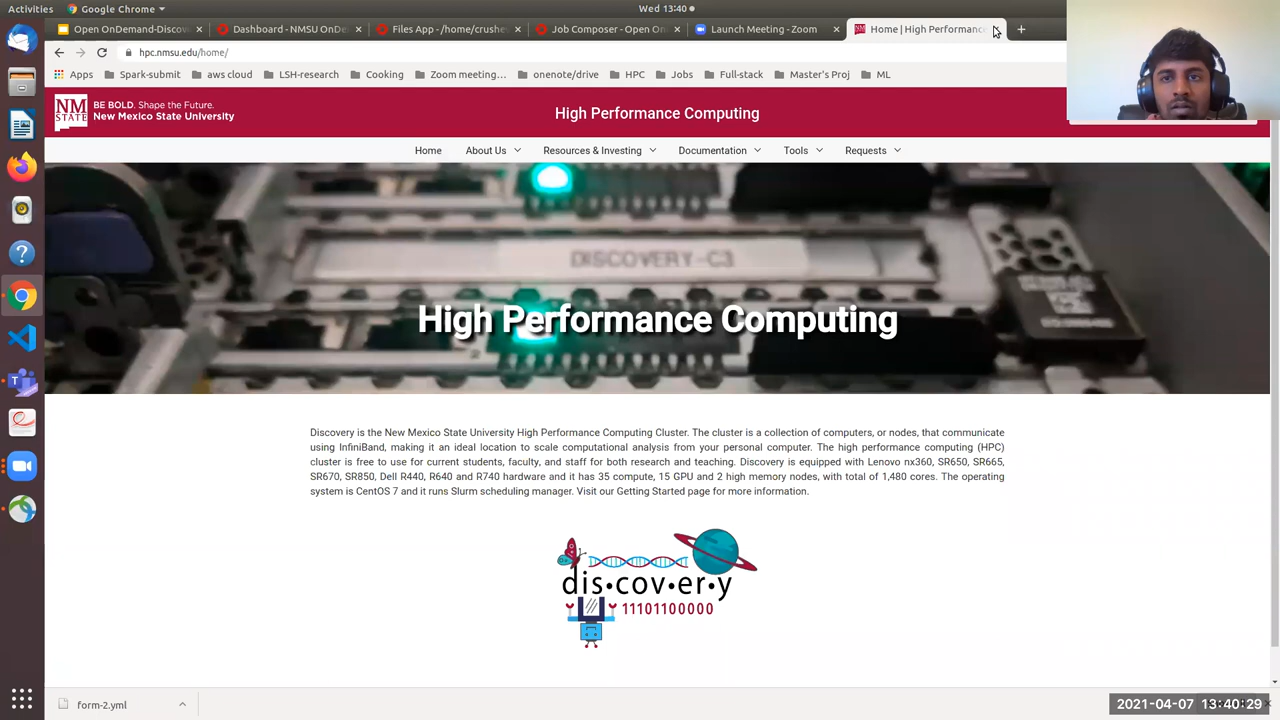 Activities Google Chrome Wed 13:40
Open OnDemand-Discov
Dashboard - NMSU OnDe
Files App - /home/crushe
Job Composer - Open On
Launch Meeting - Zoom
Home | High Performanc
hpc.nmsu.edu/home/
Apps Spark-submit aws cloud LSH-research Cooking Zoom meeting... onenote/drive HPC Jobs Full-stack Master's Proj ML
NM STATE
BE BOLD. Shape the Future.
New Mexico State University
High Performance Computing
Home About Us Resources & Investing Documentation Tools Requests
DISCOVERY-C3
High Performance Computing
Discovery is the New Mexico State University High Performance Computing Cluster. The cluster is a collection of computers, or nodes, that communicate
using InfiniBand, making it an ideal location to scale computational analysis from your personal computer. The high performance computing (HPC)
cluster is free to use for current students, faculty, and staff for both research and teaching. Discovery is equipped with Lenovo nx360, SR650, SR665,
SR670, SR850, Dell R440, R640 and R740 hardware and it has 35 compute, 15 GPU and 2 high memory nodes, with total of 1,480 cores. The operating
system is CentOS 7 and it runs Slurm scheduling manager. Visit our Getting Started page for more information.
dis•cov•er•y
11101100000
form-2.yml
2021-04-07 13:40:29